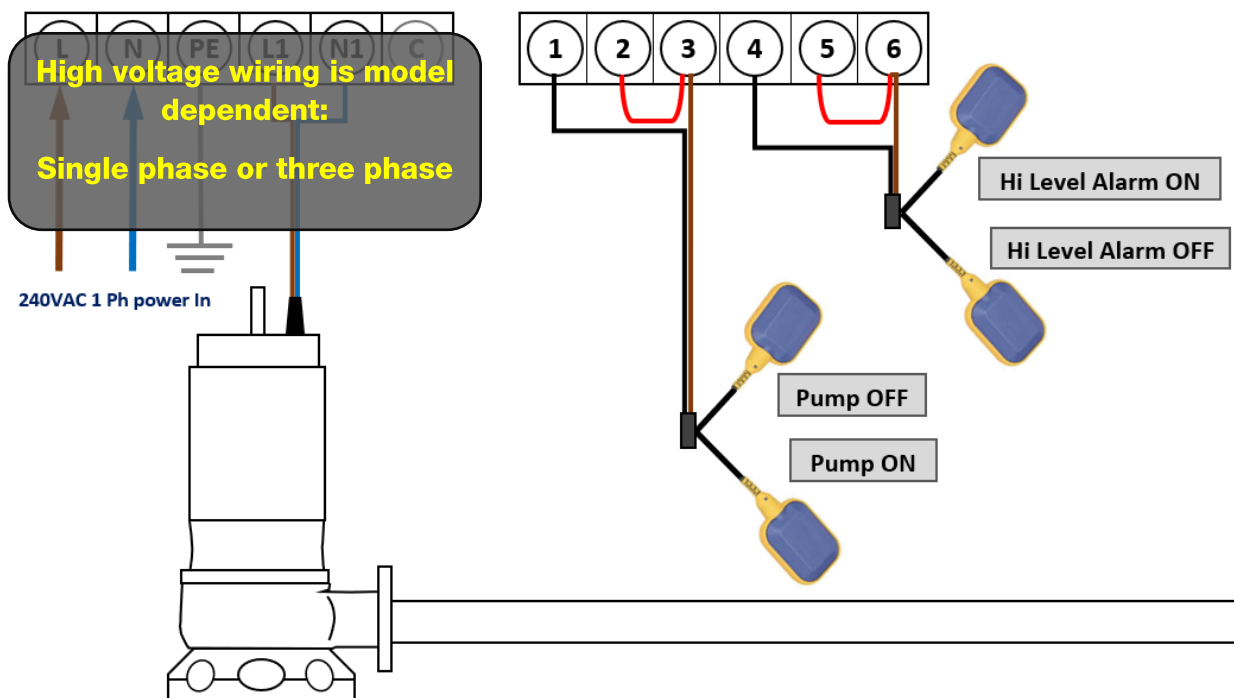 L N PE L1 N1 C
High voltage wiring is model
dependent:
Single phase or three phase
240VAC 1 Ph power In
1 2 3 4 5 6
Hi Level Alarm ON
Hi Level Alarm OFF
Pump OFF
Pump ON